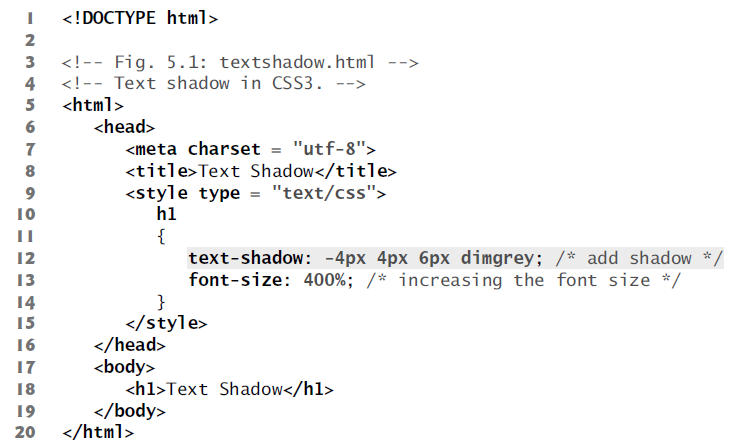 1 <!DOCTYPE html>
2
3 <!-- Fig. 5.1: textshadow.html -->
4 <!-- Text shadow in CSS3. -->
5 <html>
6 <head>
7 <meta charset = "utf-8">
8 <title>Text Shadow</title>
9 <style type = "text/css">
10 h1
11 {
12 text-shadow: -4px 4px 6px dimgrey; /* add shadow */
13 font-size: 400%; /* increasing the font size */
14 }
15 </style>
16 </head>
17 <body>
18 <h1>Text Shadow</h1>
19 </body>
20 </html>